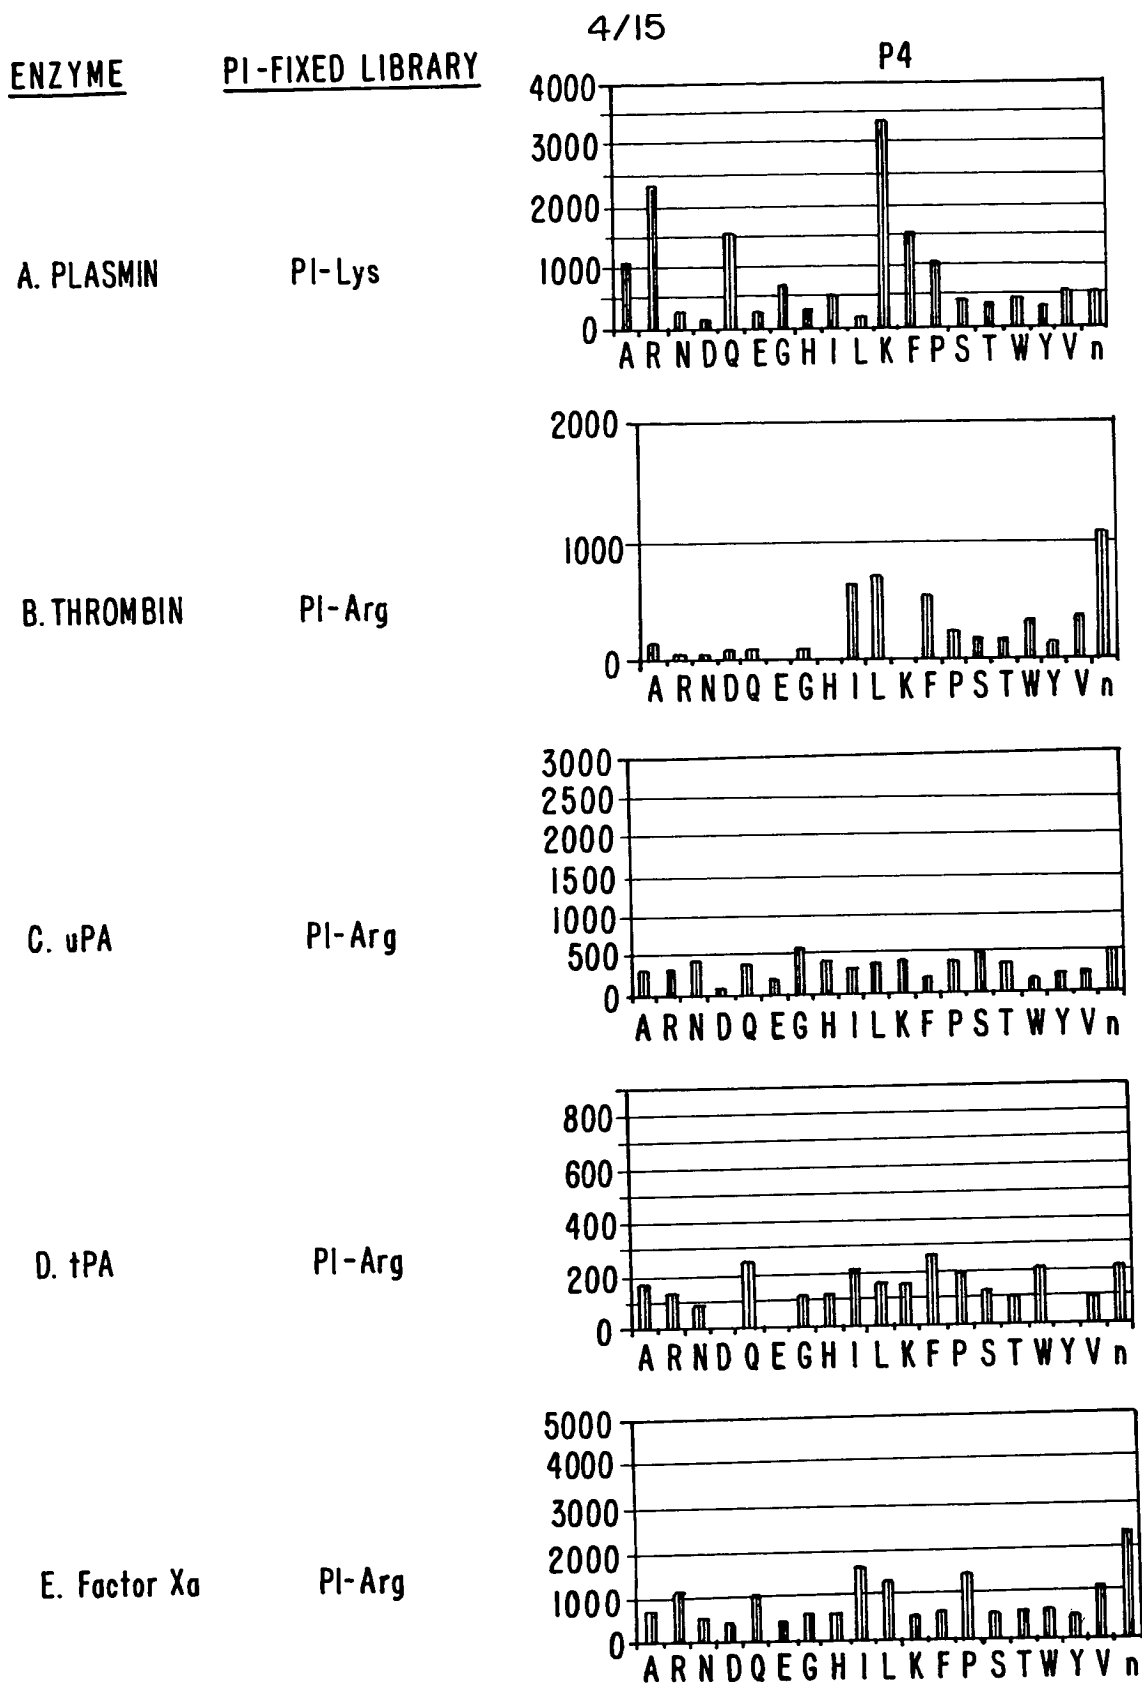 4/15
ENZYME PI-FIXED LIBRARY P4
4000
3000
2000
A. PLASMIN PI-Lys
1000
0
A R N D Q E G H I L K F P S T W Y V n
2000
1000
B. THROMBIN PI-Arg
0
A R N D Q E G H I L K F P S T W Y V n
3000
2500
2000
1500
1000
C. uPA PI-Arg
500
0
A R N D Q E G H I L K F P S T W Y V n
800
600
400
D. tPA PI-Arg
200
0
A R N D Q E G H I L K F P S T W Y V n
5000
4000
3000
2000
E. Factor Xa PI-Arg
1000
0
A R N D Q E G H I L K F P S T W Y V n